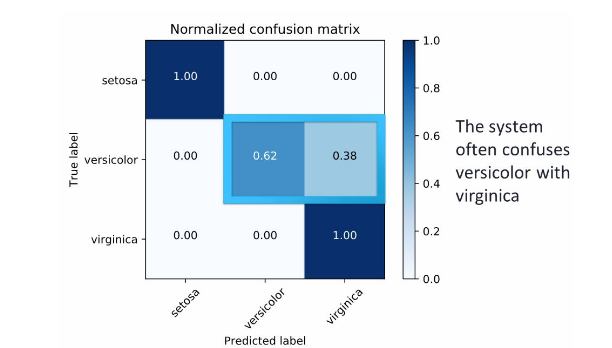 Normalized confusion matrix
True label
setosa
1.00 0.00 0.00
versicolor
0.00 0.62 0.38
virginica
0.00 0.00 1.00
setosa
versicolor
virginica
Predicted label
1.0
0.8
0.6
0.4
0.2
0.0
The system
often confuses
versicolor with
virginica